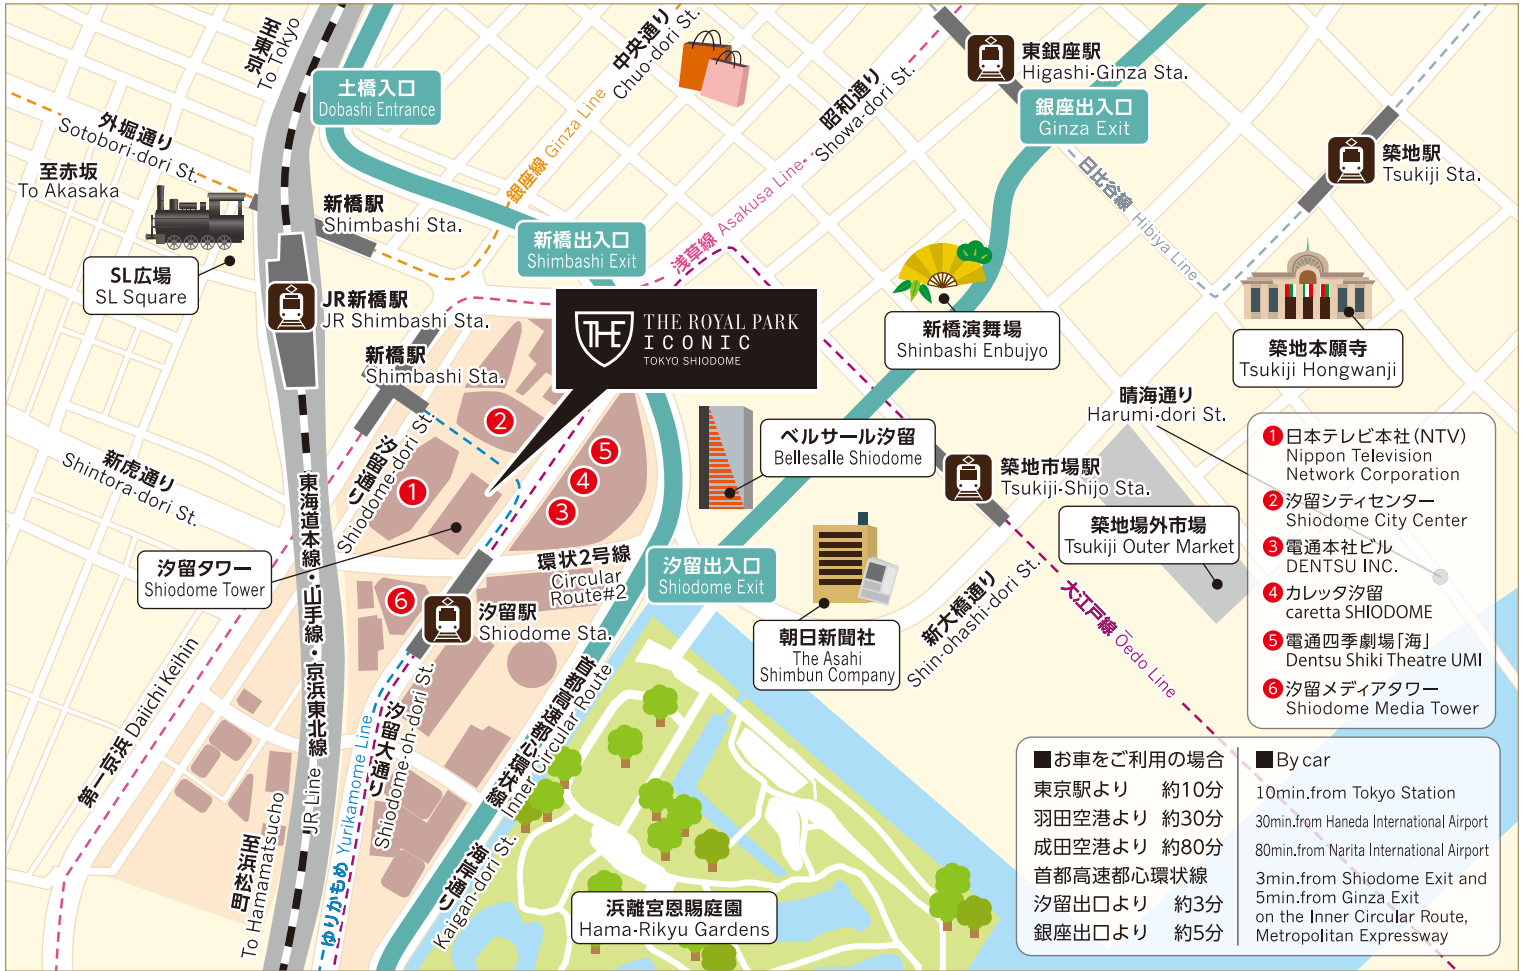 至東京
To Tokyo
土橋入口
Dobashi Entrance
外堀通り
Sotobori-dori St.
至赤坂
To Akasaka
SL広場
SL Square
新橋駅
Shimbashi Sta.
JR新橋駅
JR Shimbashi Sta.
新橋駅
Shimbashi Sta.
中央通り
Chuo-dori St.
銀座線 Ginza Line
新橋出入口
Shimbashi Exit
浅草線 Asakusa Line
昭和通り
Showa-dori St.
東銀座駅
Higashi-Ginza Sta.
銀座出入口
Ginza Exit
日比谷線 Hibiya Line
築地駅
Tsukiji Sta.
THE
THE ROYAL PARK
ICONIC
TOKYO SHIODOME
新橋演舞場
Shinbashi Enbujyo
築地本願寺
Tsukiji Hongwanji
晴海通り
Harumi-dori St.
ベルサール汐留
Bellesalle Shiodome
築地市場駅
Tsukiji-Shijo Sta.
築地場外市場
Tsukiji Outer Market
新虎通り
Shintora-dori St.
汐留通り
Shiodome-dori St.
1
2
3
4
5
6
汐留タワー
Shiodome Tower
環状2号線
Circular
Route#2
汐留出入口
Shiodome Exit
汐留駅
Shiodome Sta.
朝日新聞社
The Asahi
Shimbun Company
新大橋通り
Shin-ohashi-dori St.
大江戸線 Ōedo Line
東海道本線・山手線・京浜東北線
JR Line
第一京浜 Daiichi Keihin
至浜松町
To Hamamatsucho
ゆりかもめ Yurikamome Line
汐留大通り
Shiodome-oh-dori St.
首都高速都心環状線
Inner Circular Route
海岸通り
Kaigan-dori St.
浜離宮恩賜庭園
Hama-Rikyu Gardens
1 日本テレビ本社(NTV)
Nippon Television
Network Corporation
2 汐留シティセンター
Shiodome City Center
3 電通本社ビル
DENTSU INC.
4 カレッタ汐留
caretta SHIODOME
5 電通四季劇場「海」
Dentsu Shiki Theatre UMI
6 汐留メディアタワー
Shiodome Media Tower
■お車をご利用の場合
東京駅より 約10分
羽田空港より 約30分
成田空港より 約80分
首都高速都心環状線
汐留出口より 約3分
銀座出口より 約5分
■By car
10min.from Tokyo Station
30min.from Haneda International Airport
80min.from Narita International Airport
3min.from Shiodome Exit and
5min.from Ginza Exit
on the Inner Circular Route,
Metropolitan Expressway